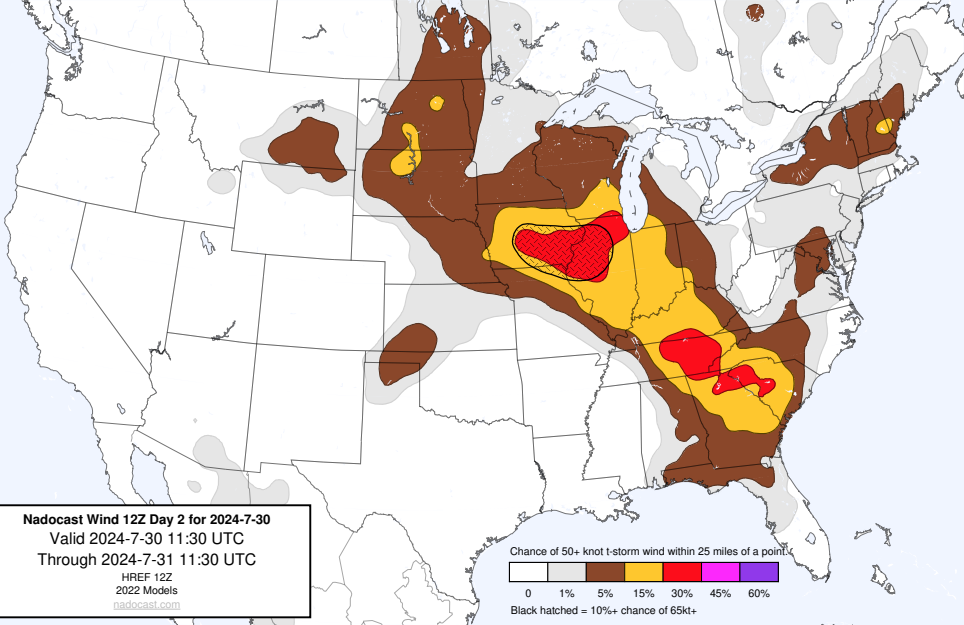 Nadocast Wind 12Z Day 2 for 2024-7-30
Valid 2024-7-30 11:30 UTC
Through 2024-7-31 11:30 UTC
HREF 12Z
2022 Models
nadocast.com
Chance of 50+ knot t-storm wind within 25 miles of a point.
0 1% 5% 15% 30% 45% 60%
Black hatched = 10%+ chance of 65kt+